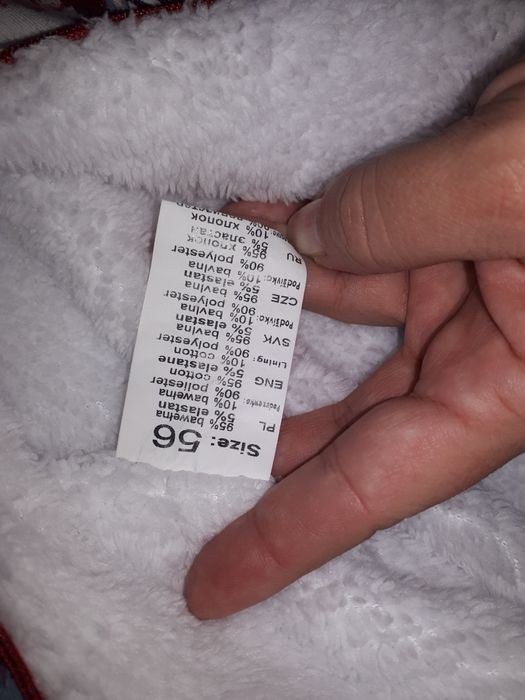 Size: 56
PL 95% bawełna
5% elastan
Podszewka: 10% bawełna
90% poliester
ENG 95% cotton
5% elastane
Lining: 10% cotton
90% polyester
SVK 95% bavlna
5% elastan
Podšívka: 10% bavlna
90% polyester
CZE 95% bavlna
5% elastan
Podšívka: 10% bavlna
90% polyester
RU 95% хлопок
5% эластан
10% хлопок